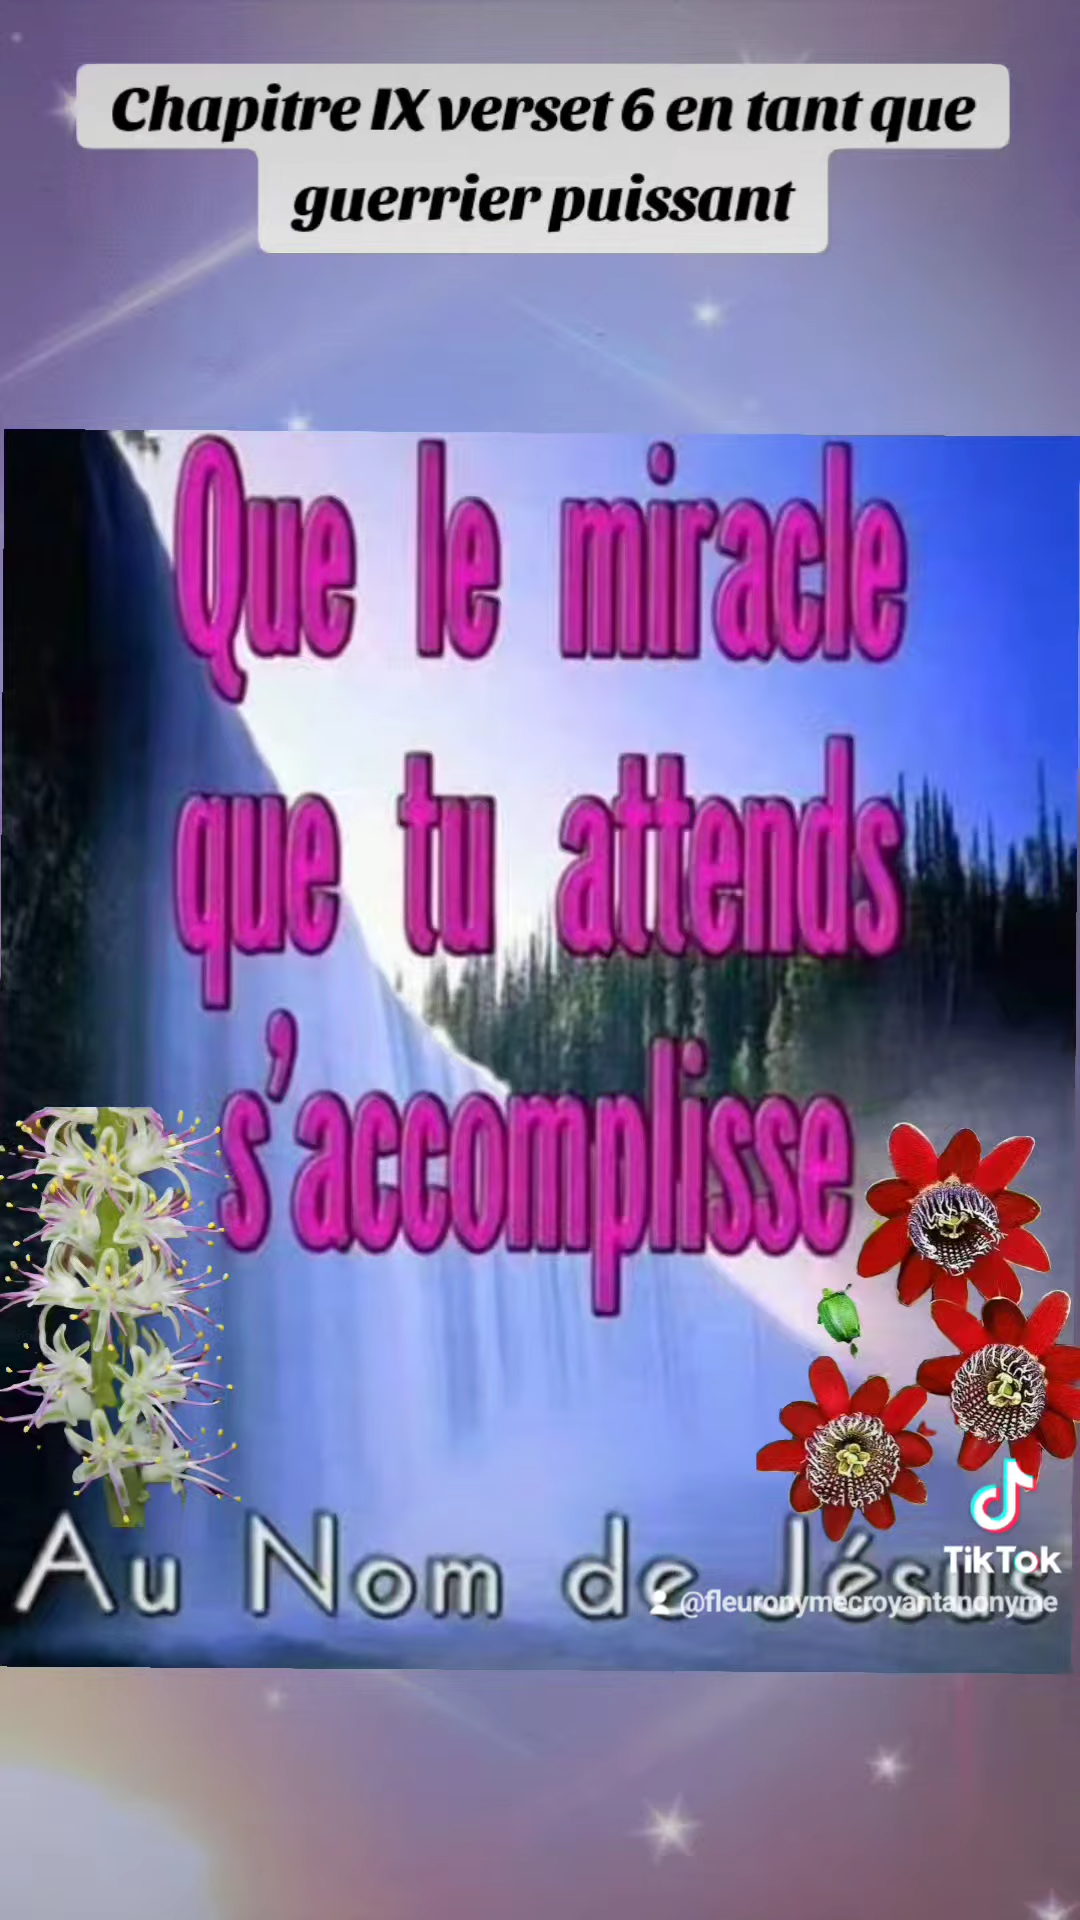 Chapitre IX verset 6 en tant que
guerrier puissant
Que le miracle
que tu attends
s'accomplisse
Au Nom de Jésus
TikTok
@fleuronymecroyantanonyme